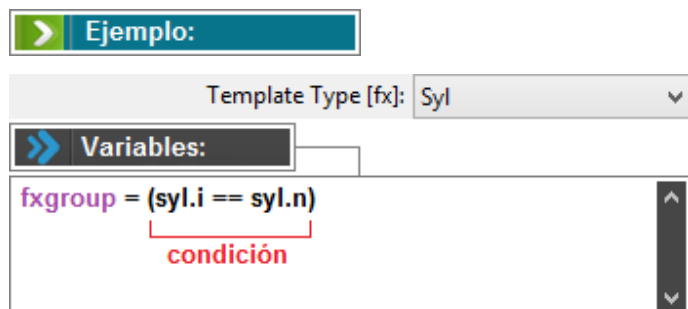 Ejemplo:
Template Type [fx]: Syl
Variables:
fxgroup = (syl.i == syl.n)
condición